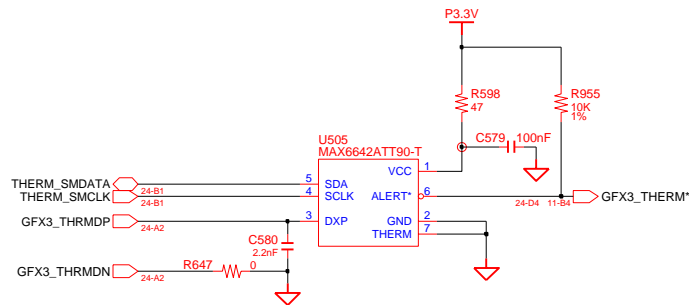 P3.3V
R598
47
R955
10K
1%
C579
100nF
U505
MAX6642ATT90-T
VCC
1
THERM_SMDATA
24-B1
5
SDA
THERM_SMCLK
24-B1
4
SCLK
ALERT*
6
24-D4
11-B4
GFX3_THERM*
GFX3_THRMDP
24-A2
3
DXP
GND
2
THERM
7
C580
2.2nF
GFX3_THRMDN
24-A2
R647
0